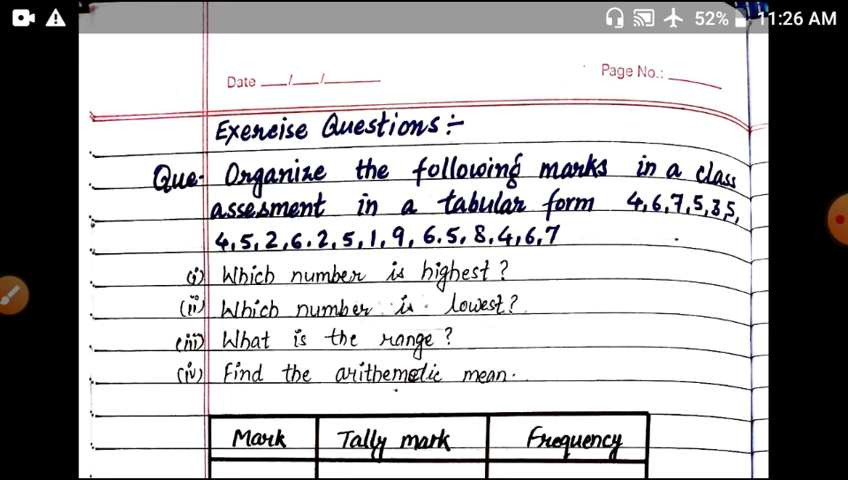 52% 11:26 AM
Date __/__/____
Page No.: ____
Exercise Questions :-
Que- Organize the following marks in a class
assesment in a tabular form 4,6,7,5,3,5,
4,5,2,6.2,5,1,9, 6.5,8.4,6,7
(i) Which number is highest?
(ii) Which number is lowest?
(iii) What is the range?
(iv) Find the arithemetic mean.
Mark Tally mark Frequency